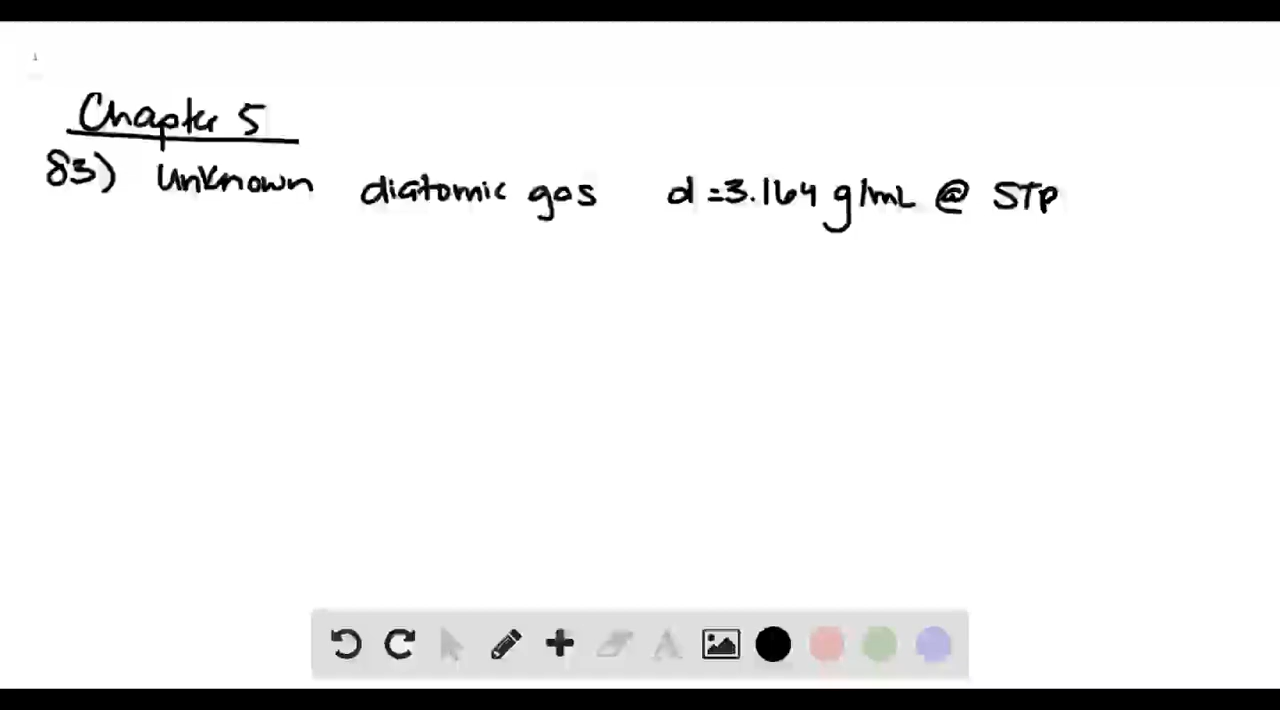 Chapter 5
83) unknown diatomic gas d=3.164 g/mL @ STP